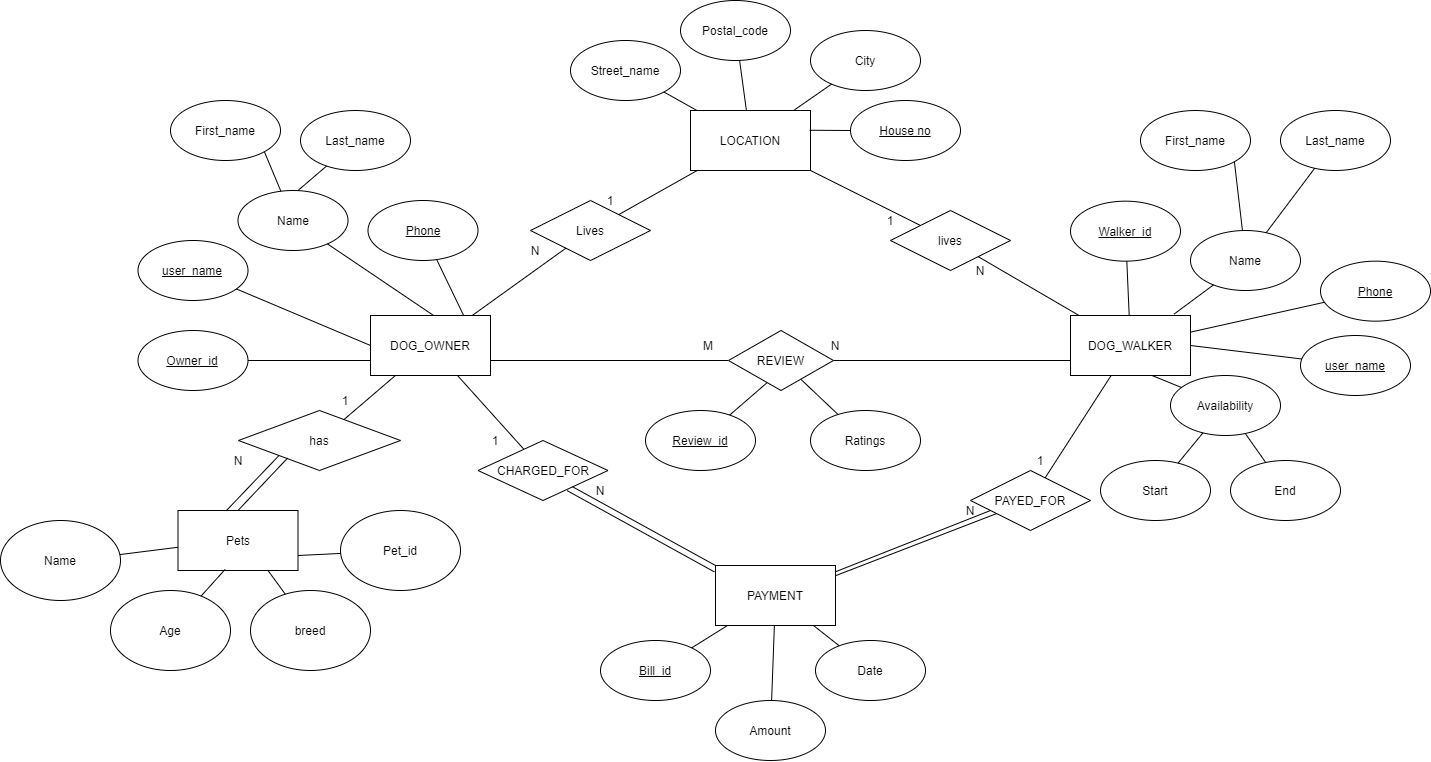 Postal_code
Street_name
City
First_name
Last_name
LOCATION
House no
First_name
Last_name
Name
Phone
1
Lives
N
1
lives
N
Walker_id
Name
user_name
Phone
DOG_OWNER
M
REVIEW
N
DOG_WALKER
Owner_id
user_name
1
has
N
1
CHARGED_FOR
N
Review_id
Ratings
Availability
1
PAYED_FOR
N
Start
End
Pets
Name
Pet_id
Age
breed
PAYMENT
Bill_id
Date
Amount